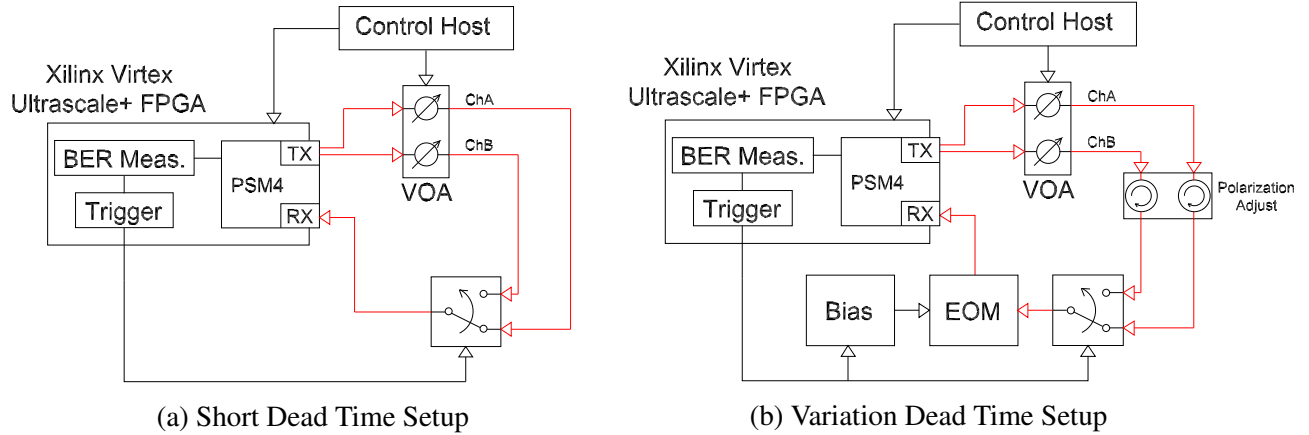 Control Host
Xilinx Virtex
Ultrascale+ FPGA
ChA
TX
BER Meas.
ChB
PSM4
VOA
Trigger
RX
(a) Short Dead Time Setup
Control Host
Xilinx Virtex
Ultrascale+ FPGA
ChA
TX
BER Meas.
ChB
PSM4
VOA
Polarization
Adjust
Trigger
RX
Bias
EOM
(b) Variation Dead Time Setup